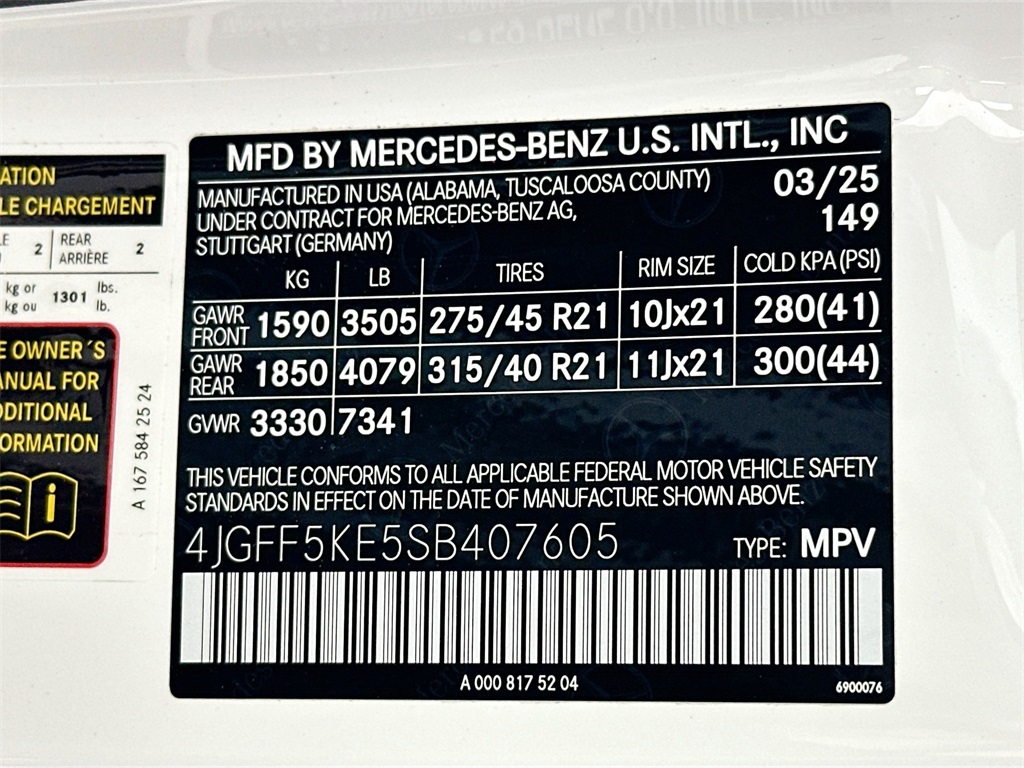 MFD BY MERCEDES-BENZ U.S. INTL., INC
MANUFACTURED IN USA (ALABAMA, TUSCALOOSA COUNTY) 03/25
UNDER CONTRACT FOR MERCEDES-BENZ AG, 149
STUTTGART (GERMANY)
KG LB TIRES RIM SIZE COLD KPA (PSI)
GAWR FRONT 1590 3505 275/45 R21 10Jx21 280(41)
GAWR REAR 1850 4079 315/40 R21 11Jx21 300(44)
GVWR 3330 7341
THIS VEHICLE CONFORMS TO ALL APPLICABLE FEDERAL MOTOR VEHICLE SAFETY
STANDARDS IN EFFECT ON THE DATE OF MANUFACTURE SHOWN ABOVE.
4JGFF5KE5SB407605 TYPE: MPV
A 000 817 52 04 6900076
ATION
LE CHARGEMENT
LE 2 REAR ARRIÈRE 2
kg or kg ou 1301 lbs. lb.
E OWNER´S
ANUAL FOR
DDITIONAL
FORMATION
i
A 167 584 25 24